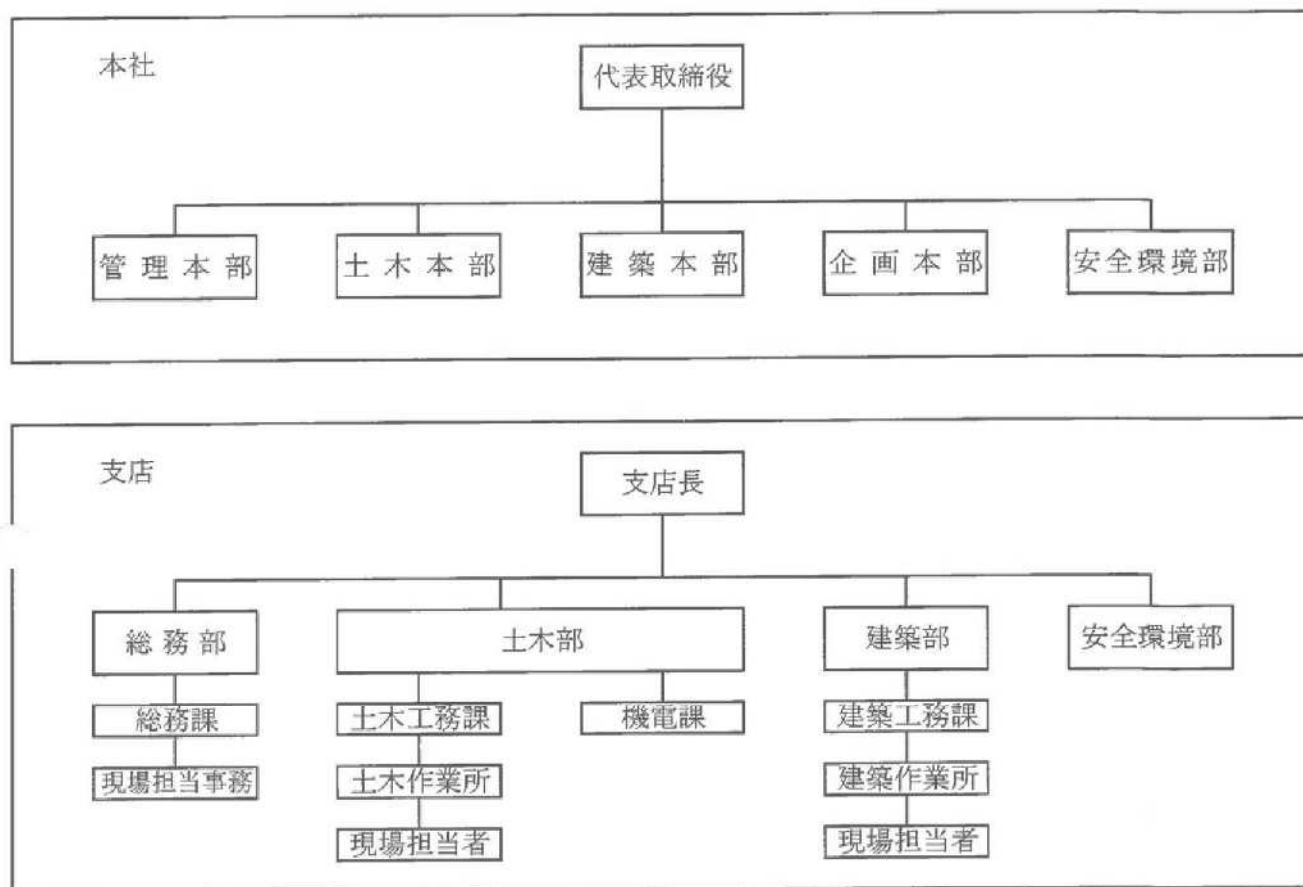 本社
代表取締役
管理本部 土木本部 建築本部 企画本部 安全環境部
支店
支店長
総務部 土木部 建築部 安全環境部
総務課 土木工務課 機電課 建築工務課
現場担当事務 土木作業所 建築作業所
現場担当者 現場担当者